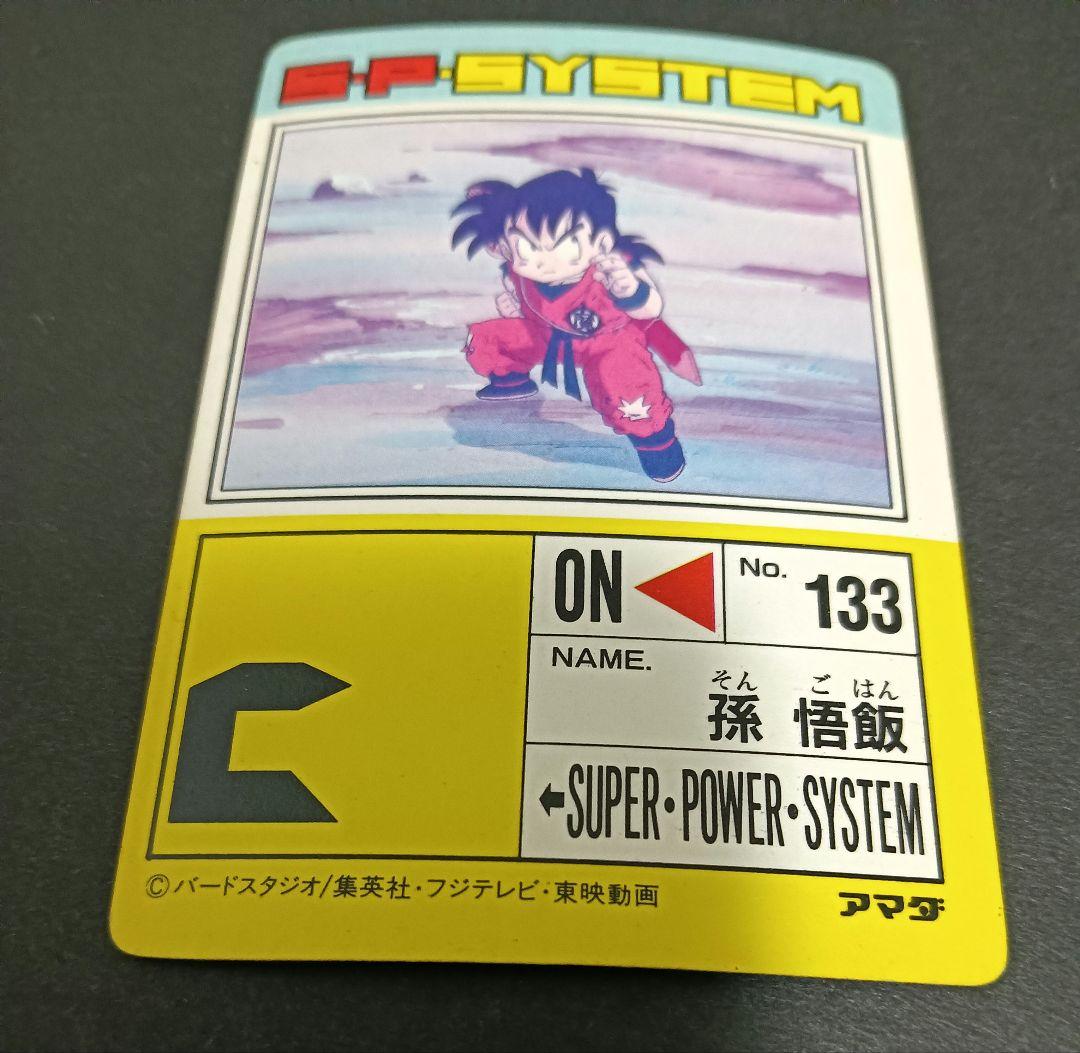 S・P・SYSTEM
ON
No. 133
NAME.
そん ご はん
孫 悟飯
←SUPER・POWER・SYSTEM
©バードスタジオ/集英社・フジテレビ・東映動画
アマダ